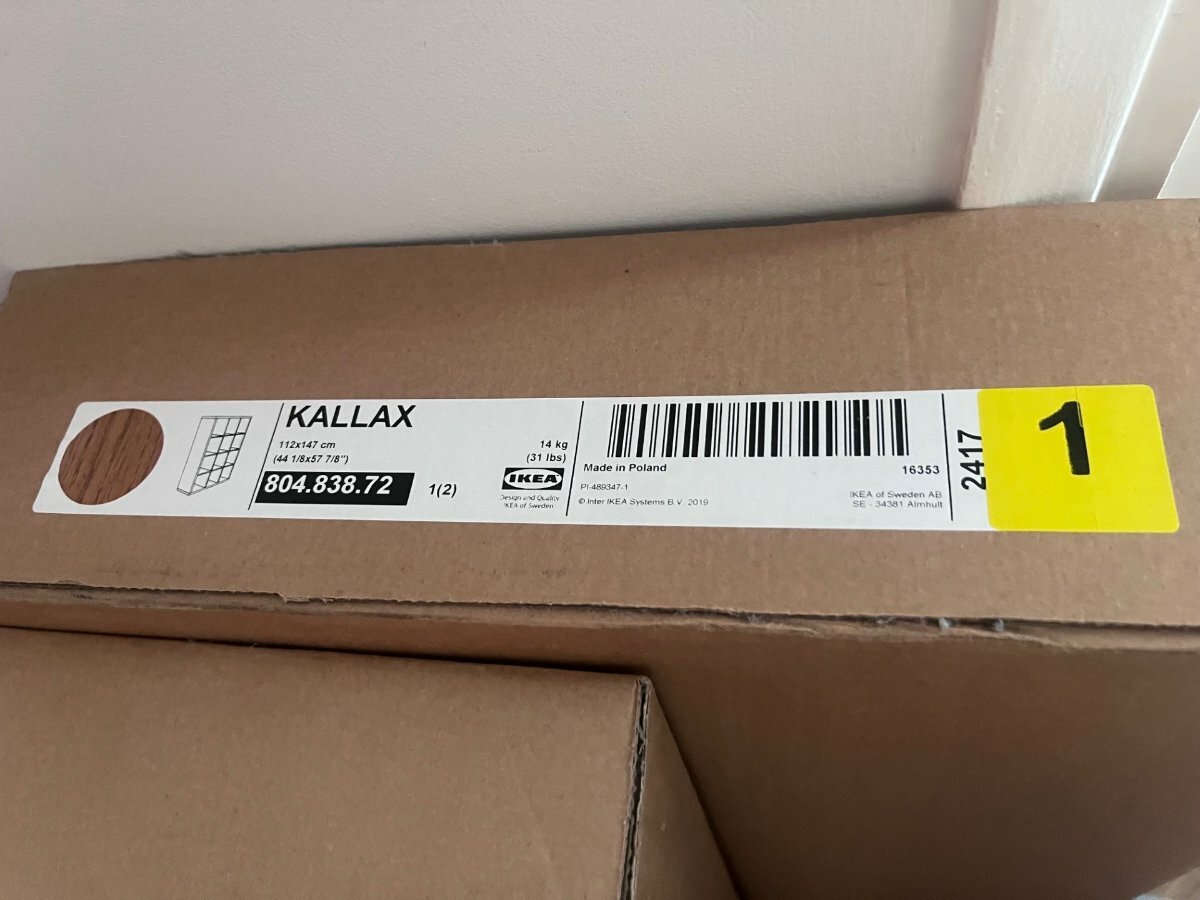 KALLAX
112x147 cm
(44 1/8x57 7/8")
804.838.72
1(2)
14 kg
(31 lbs)
IKEA
Design and Quality
IKEA of Sweden
Made in Poland
16353
PI-489347-1
© Inter IKEA Systems B.V. 2019
IKEA of Sweden AB
SE - 34381 Älmhult
2417
1